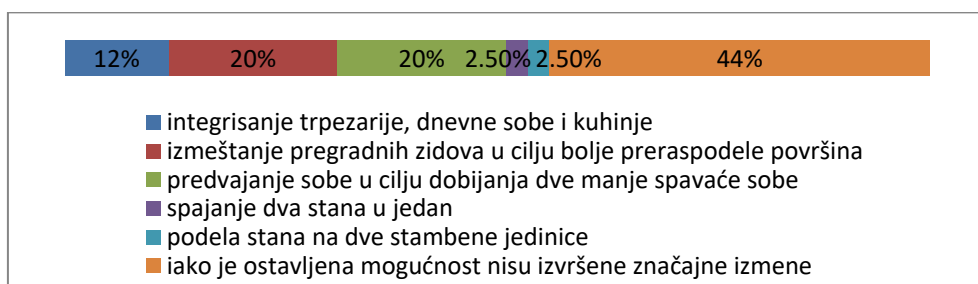 12% 20% 20% 2.50% 2.50% 44%
integrisanje trpezarije, dnevne sobe i kuhinje
izmeštanje pregradnih zidova u cilju bolje preraspodele površina
predvajanje sobe u cilju dobijanja dve manje spavaće sobe
spajanje dva stana u jedan
podela stana na dve stambene jedinice
iako je ostavljena mogućnost nisu izvršene značajne izmene